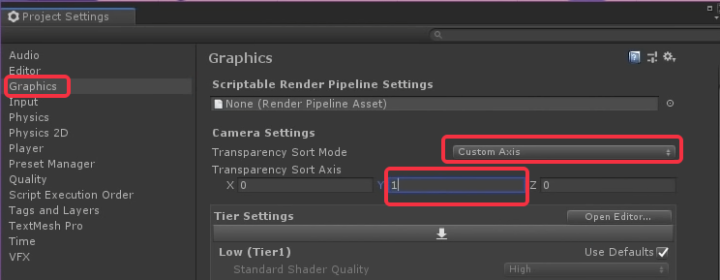 Project Settings
Audio
Editor
Graphics
Input
Physics
Physics 2D
Player
Preset Manager
Quality
Script Execution Order
Tags and Layers
TextMesh Pro
Time
VFX
Graphics
Scriptable Render Pipeline Settings
None (Render Pipeline Asset)
Camera Settings
Transparency Sort Mode Custom Axis
Transparency Sort Axis
X 0 Y 1 Z 0
Tier Settings Open Editor...
Low (Tier1) Use Defaults
Standard Shader Quality High